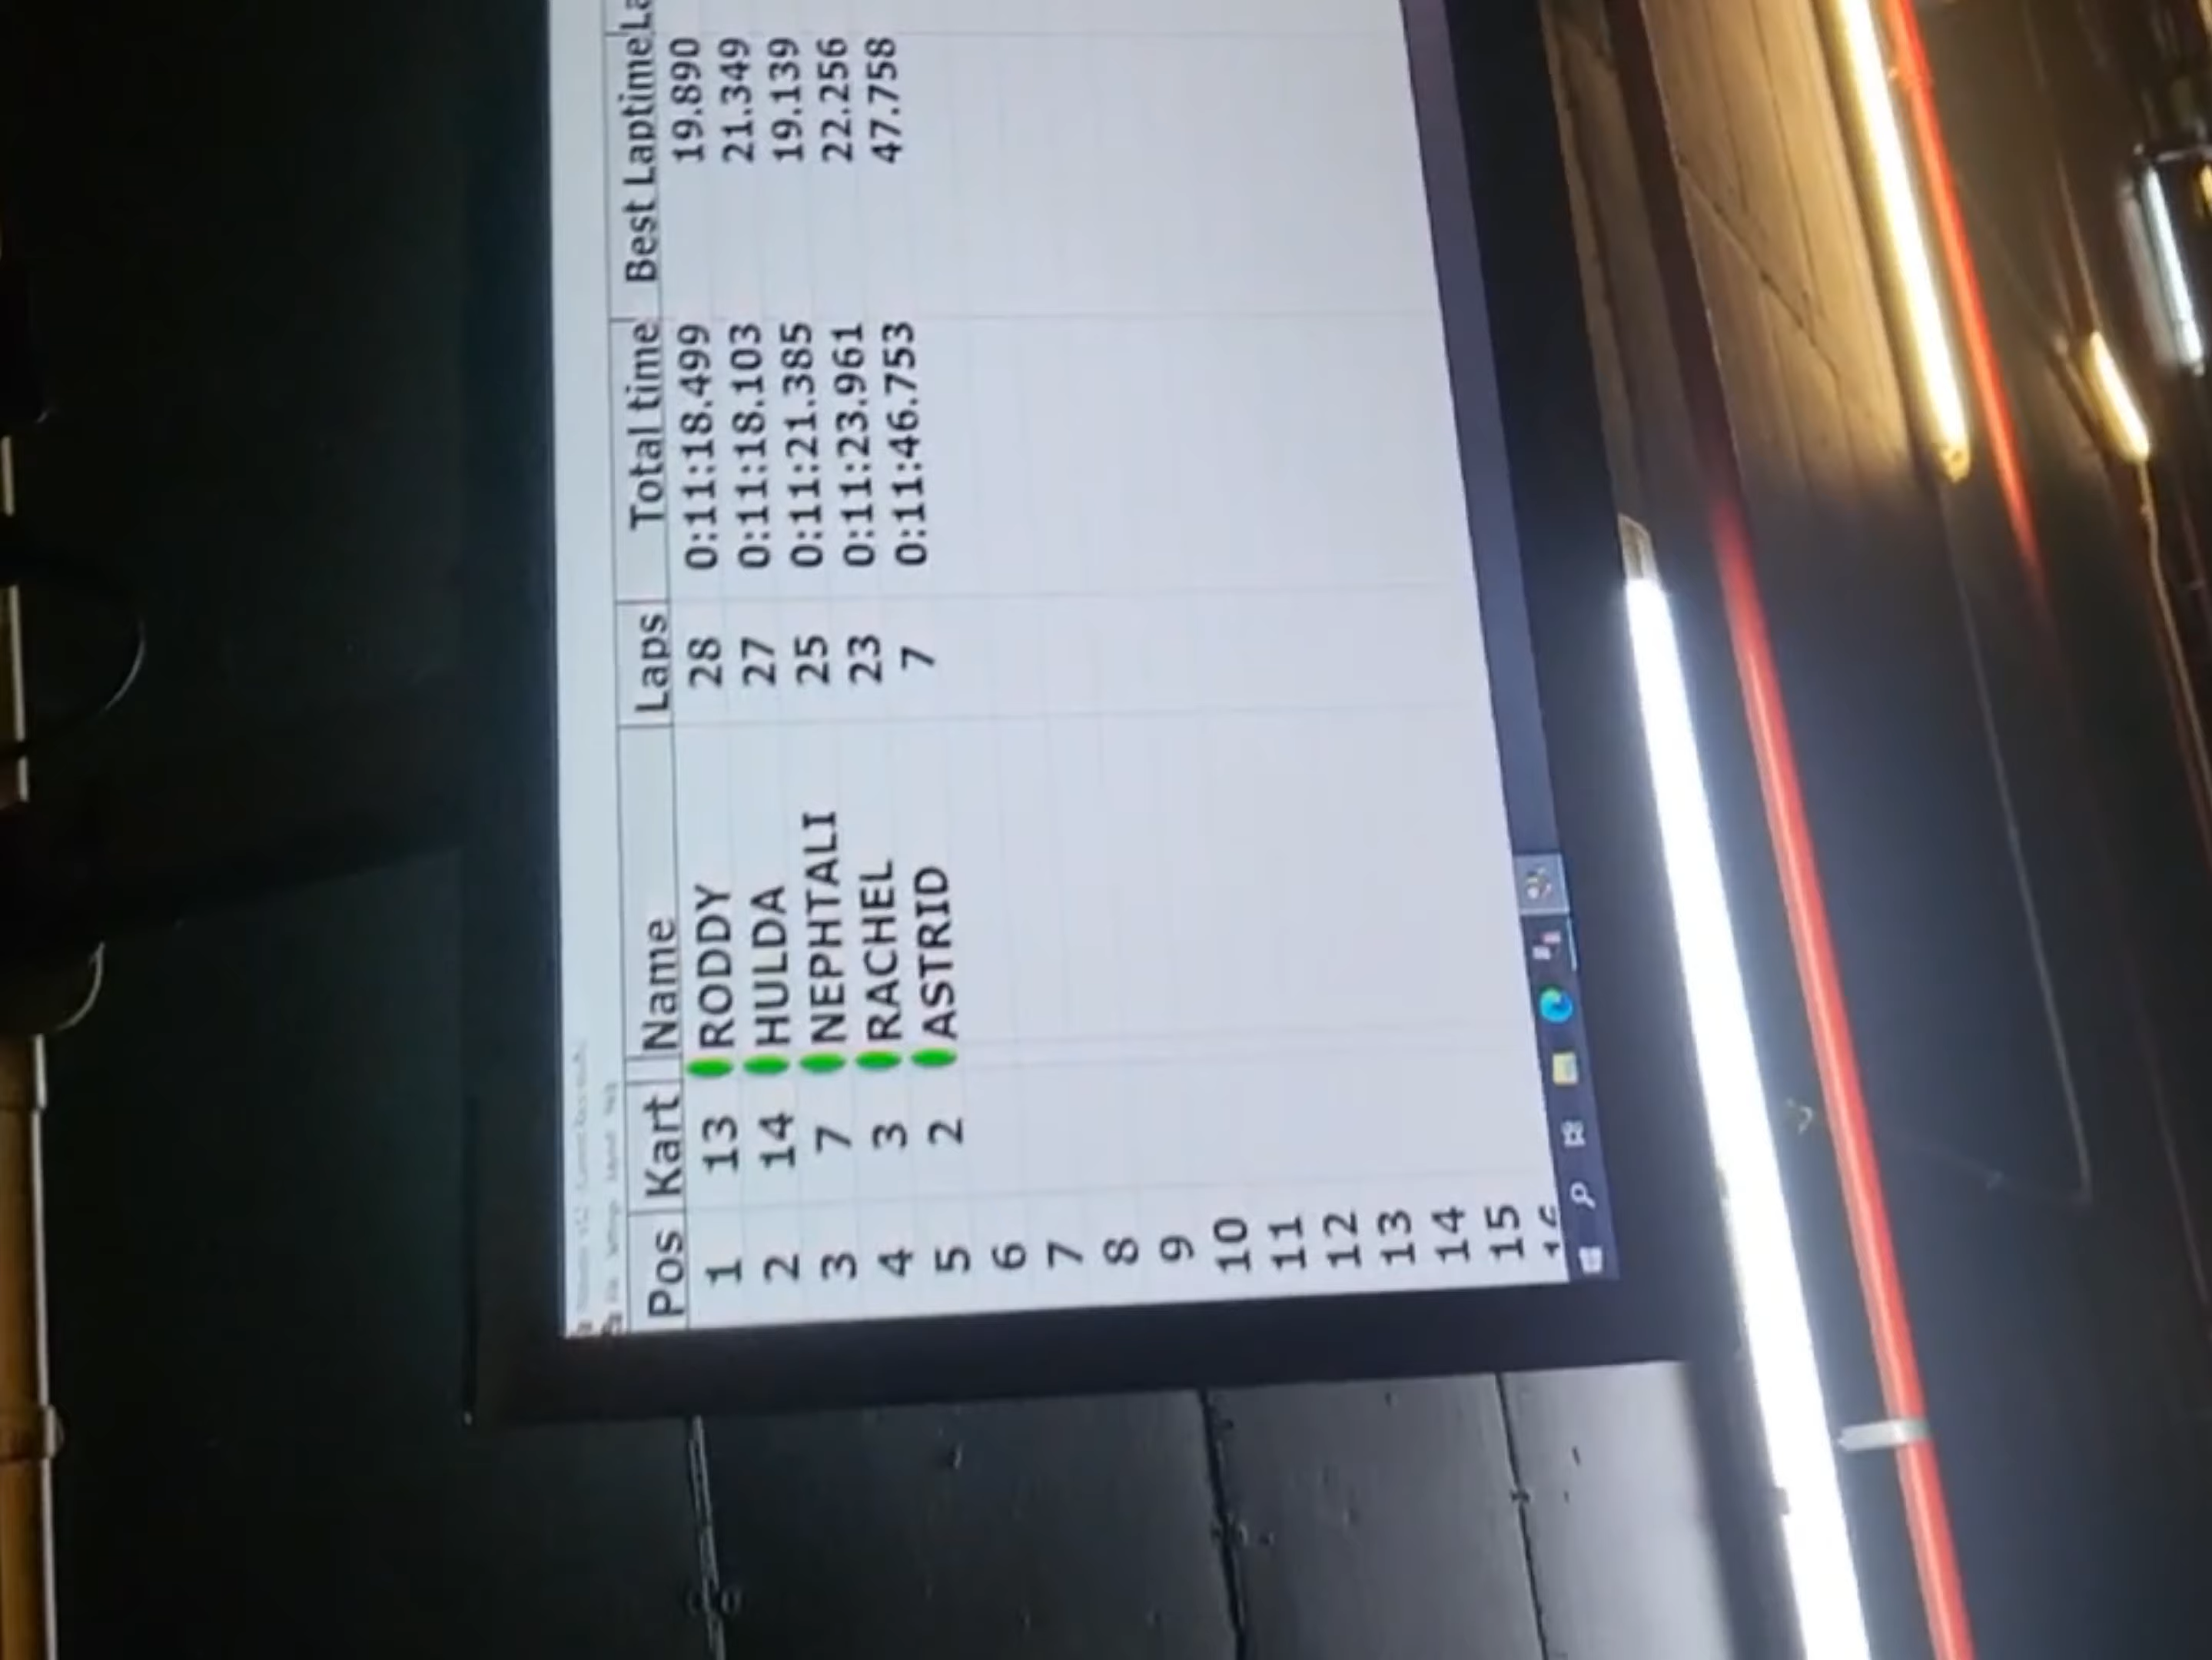 Pos Kart Name Laps Total time Best Laptime La
1 13 RODDY 28 0:11:18.499 19.890
2 14 HULDA 27 0:11:18.103 21.349
3 7 NEPHTALI 25 0:11:21.385 19.139
4 3 RACHEL 23 0:11:23.961 22.256
5 2 ASTRID 7 0:11:46.753 47.758
6
7
8
9
10
11
12
13
14
15